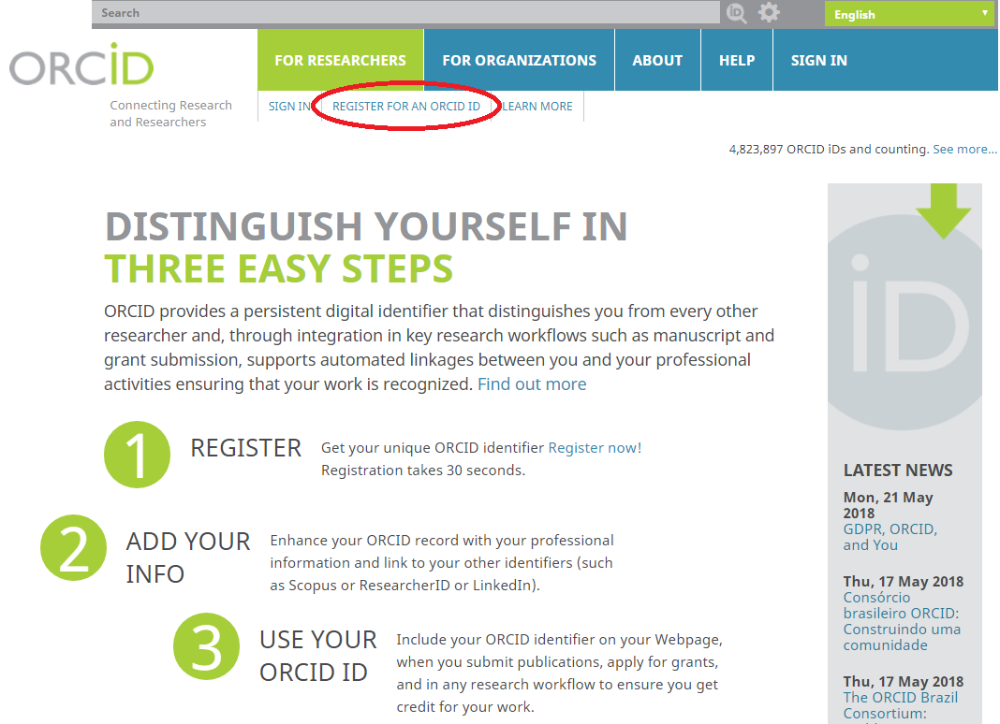 Search
iD
English
ORCiD
Connecting Research
and Researchers
FOR RESEARCHERS
FOR ORGANIZATIONS
ABOUT
HELP
SIGN IN
SIGN IN
REGISTER FOR AN ORCID ID
LEARN MORE
4,823,897 ORCID iDs and counting. See more...
DISTINGUISH YOURSELF IN
THREE EASY STEPS
ORCID provides a persistent digital identifier that distinguishes you from every other
researcher and, through integration in key research workflows such as manuscript and
grant submission, supports automated linkages between you and your professional
activities ensuring that your work is recognized. Find out more
1
REGISTER
Get your unique ORCID identifier Register now!
Registration takes 30 seconds.
2
ADD YOUR
INFO
Enhance your ORCID record with your professional
information and link to your other identifiers (such
as Scopus or ResearcherID or LinkedIn).
3
USE YOUR
ORCID ID
Include your ORCID identifier on your Webpage,
when you submit publications, apply for grants,
and in any research workflow to ensure you get
credit for your work.
iD
LATEST NEWS
Mon, 21 May
2018
GDPR, ORCID,
and You
Thu, 17 May 2018
Consórcio
brasileiro ORCID:
Construindo uma
comunidade
Thu, 17 May 2018
The ORCID Brazil
Consortium: